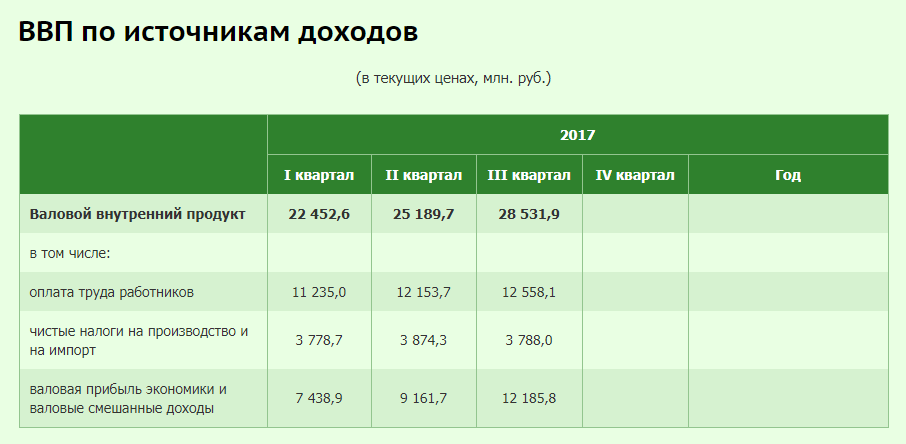 ВВП по источникам доходов
(в текущих ценах, млн. руб.)
2017
I квартал II квартал III квартал IV квартал Год
Валовой внутренний продукт 22 452,6 25 189,7 28 531,9
в том числе:
оплата труда работников 11 235,0 12 153,7 12 558,1
чистые налоги на производство и
на импорт 3 778,7 3 874,3 3 788,0
валовая прибыль экономики и
валовые смешанные доходы 7 438,9 9 161,7 12 185,8